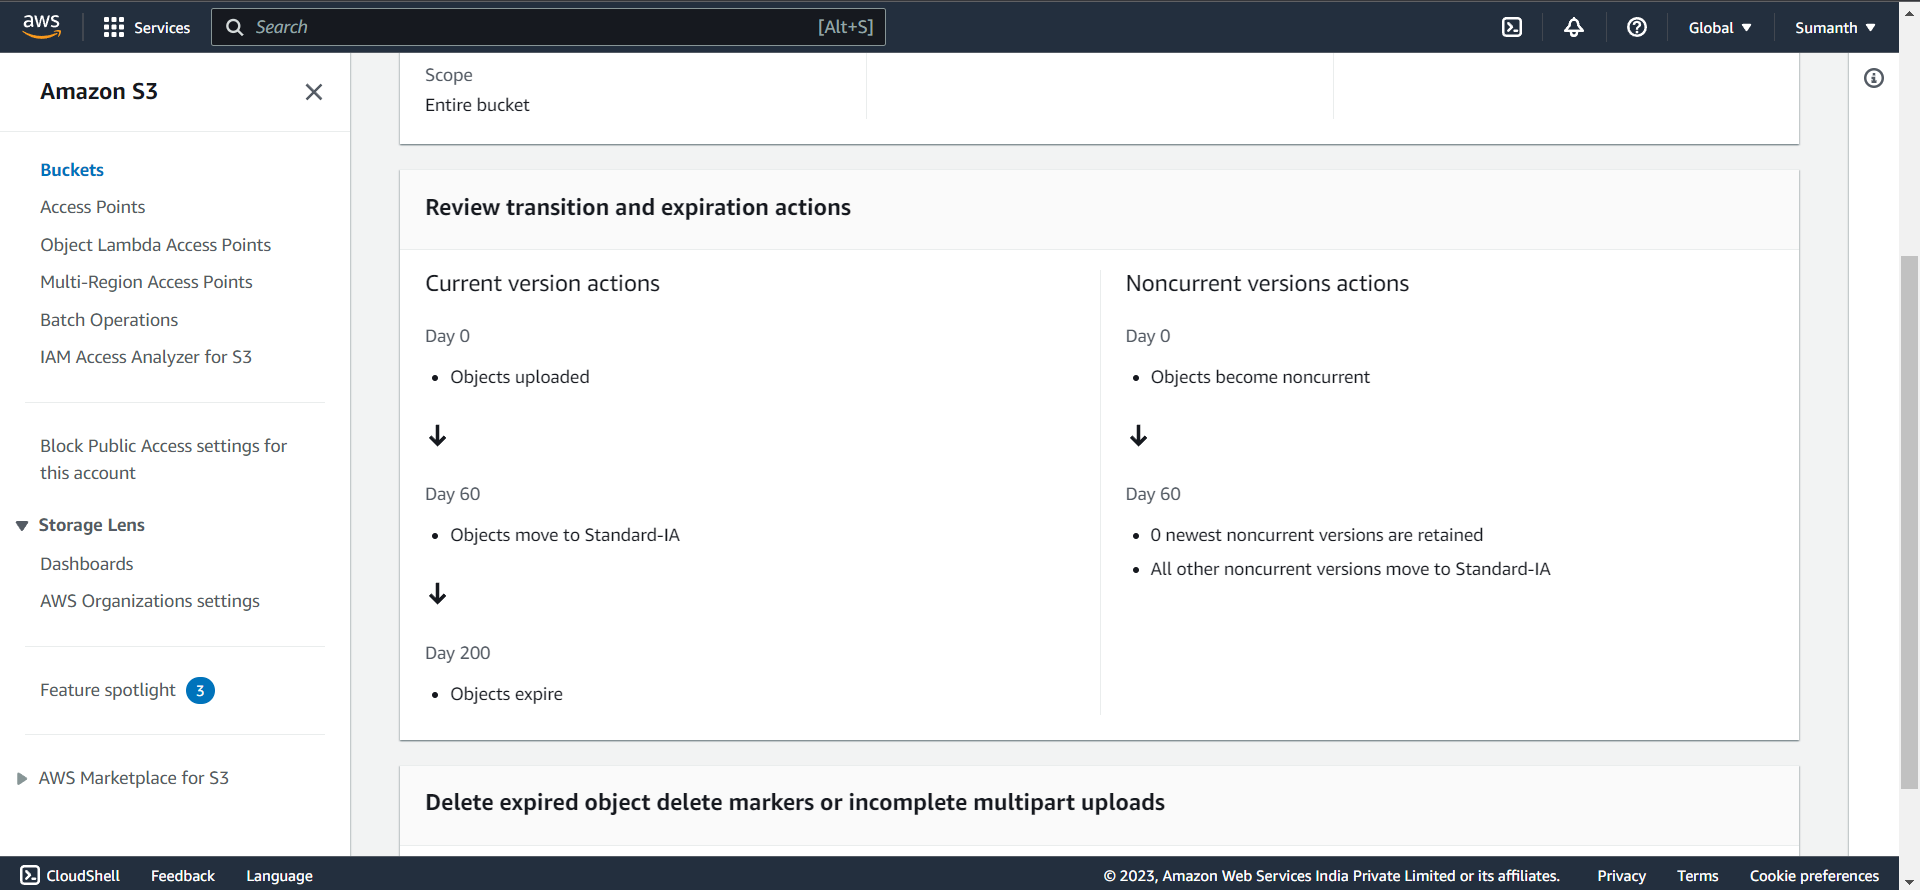 aws
Services
Search [Alt+S]
Global
Sumanth
Amazon S3
Buckets
Access Points
Object Lambda Access Points
Multi-Region Access Points
Batch Operations
IAM Access Analyzer for S3
Block Public Access settings for
this account
Storage Lens
Dashboards
AWS Organizations settings
Feature spotlight 3
AWS Marketplace for S3
Scope
Entire bucket
Review transition and expiration actions
Current version actions
Day 0
Objects uploaded
Day 60
Objects move to Standard-IA
Day 200
Objects expire
Noncurrent versions actions
Day 0
Objects become noncurrent
Day 60
0 newest noncurrent versions are retained
All other noncurrent versions move to Standard-IA
Delete expired object delete markers or incomplete multipart uploads
CloudShell
Feedback
Language
© 2023, Amazon Web Services India Private Limited or its affiliates.
Privacy
Terms
Cookie preferences